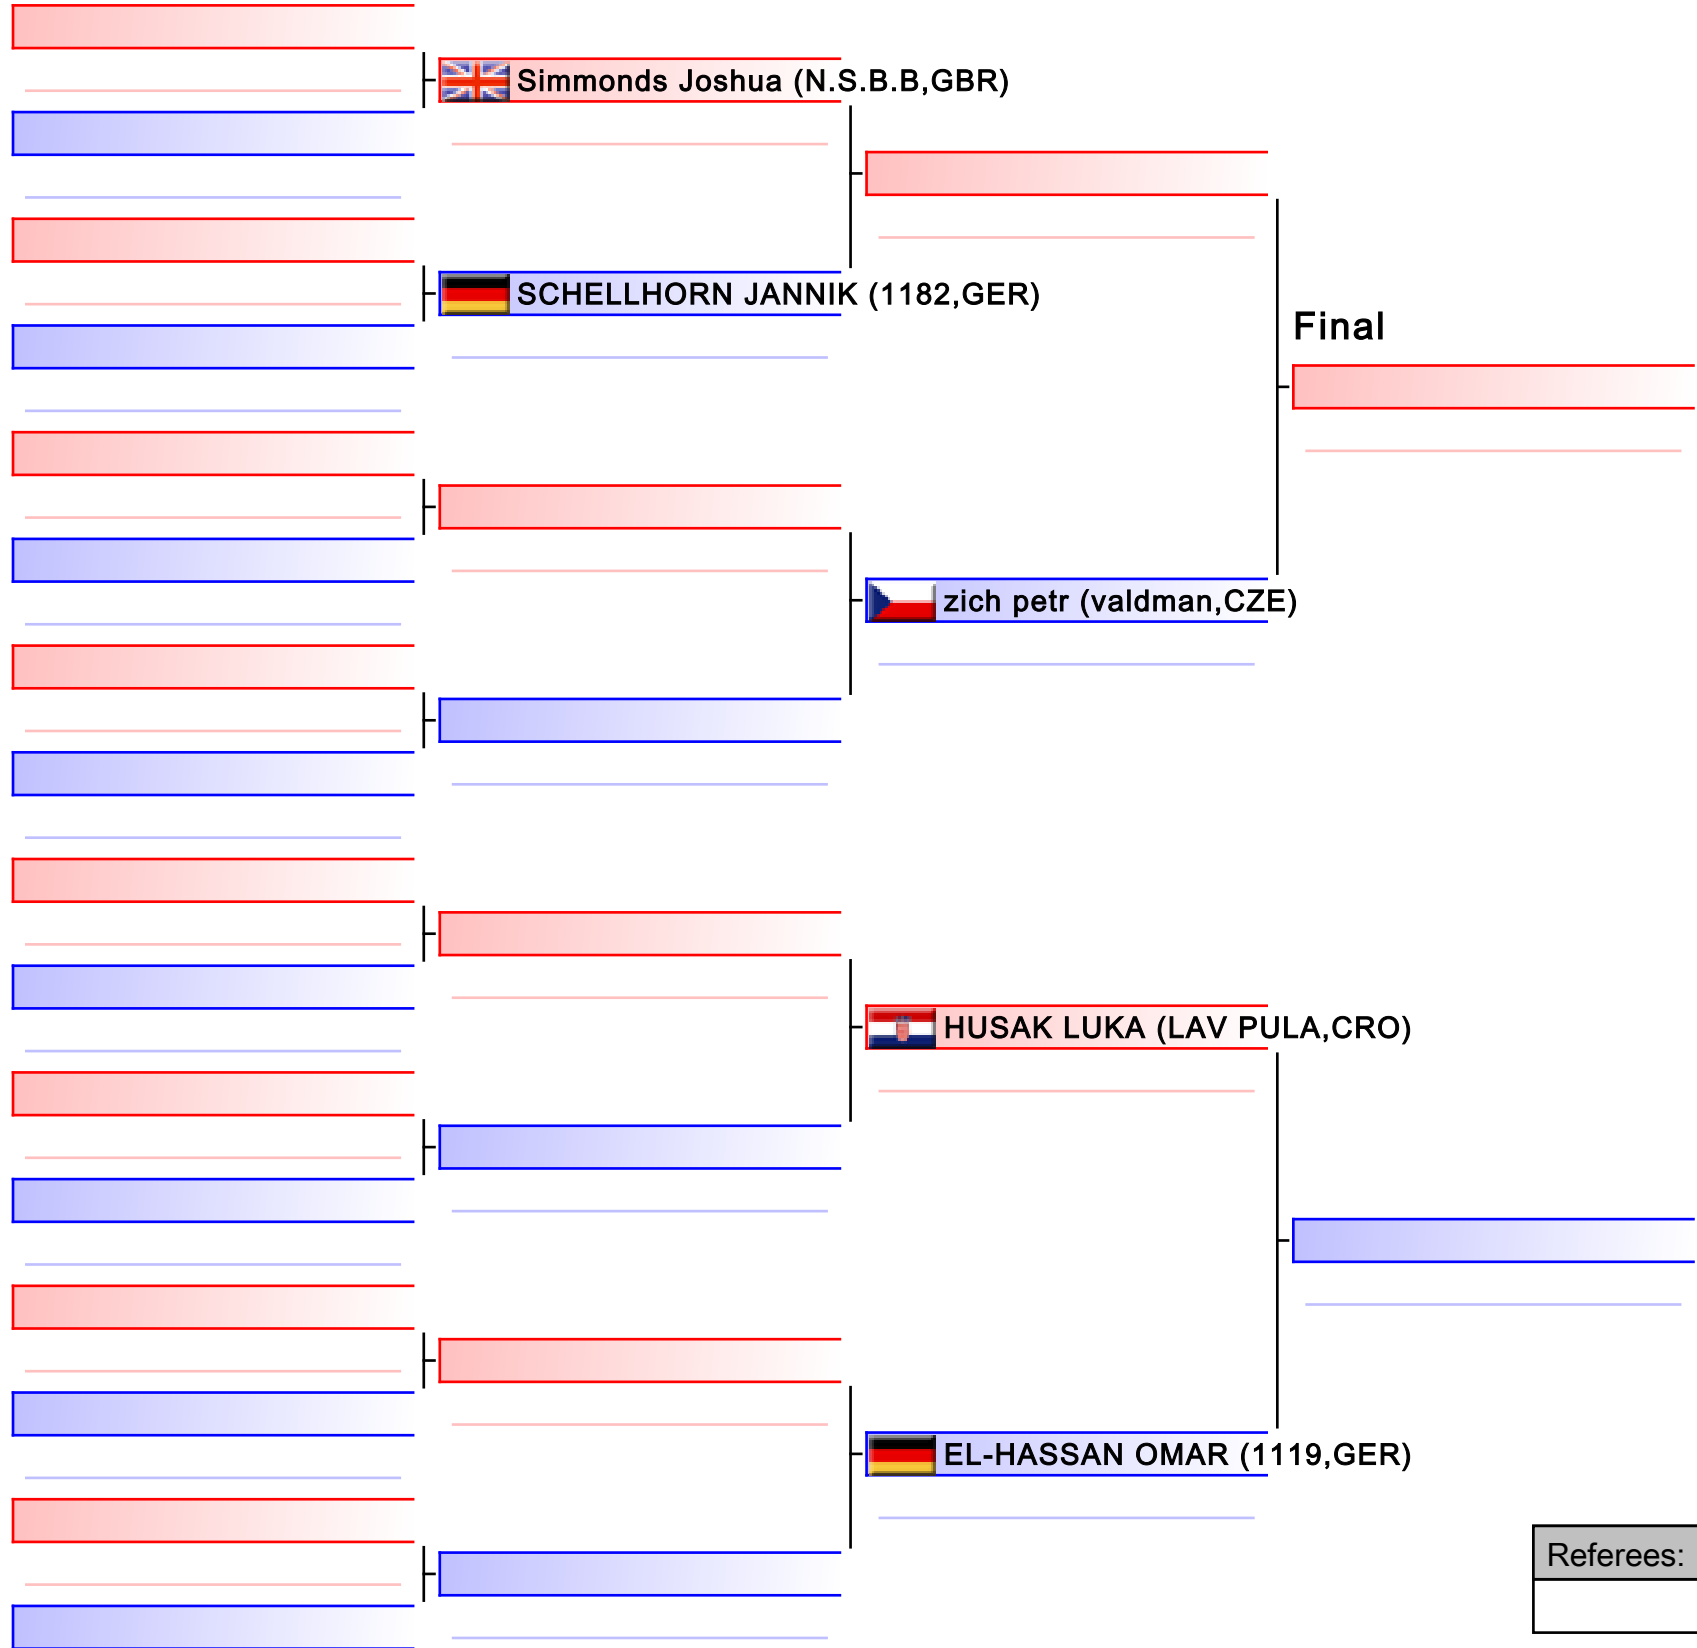 Simmonds Joshua (N.S.B.B,GBR)
SCHELLHORN JANNIK (1182,GER)
Final
zich petr (valdman,CZE)
HUSAK LUKA (LAV PULA,CRO)
EL-HASSAN OMAR (1119,GER)
Referees: